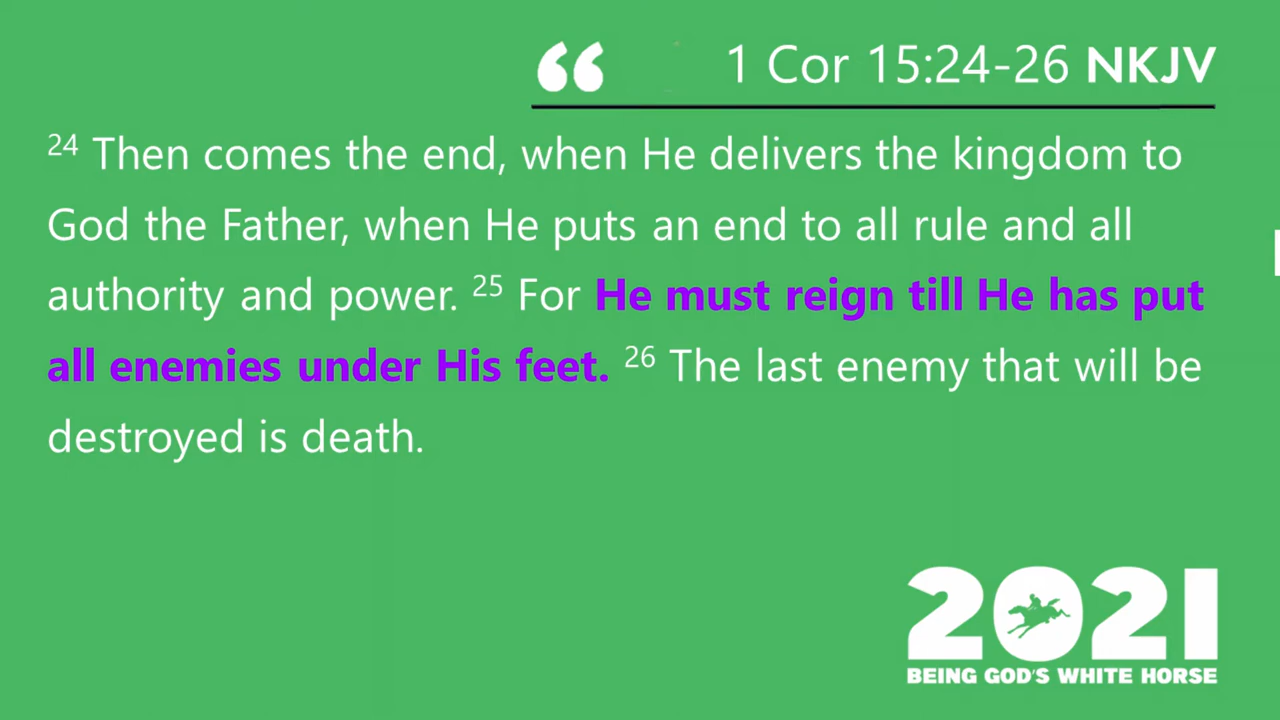 “ 1 Cor 15:24-26 NKJV
24 Then comes the end, when He delivers the kingdom to
God the Father, when He puts an end to all rule and all
authority and power. 25 For He must reign till He has put
all enemies under His feet. 26 The last enemy that will be
destroyed is death.
2021
BEING GOD'S WHITE HORSE